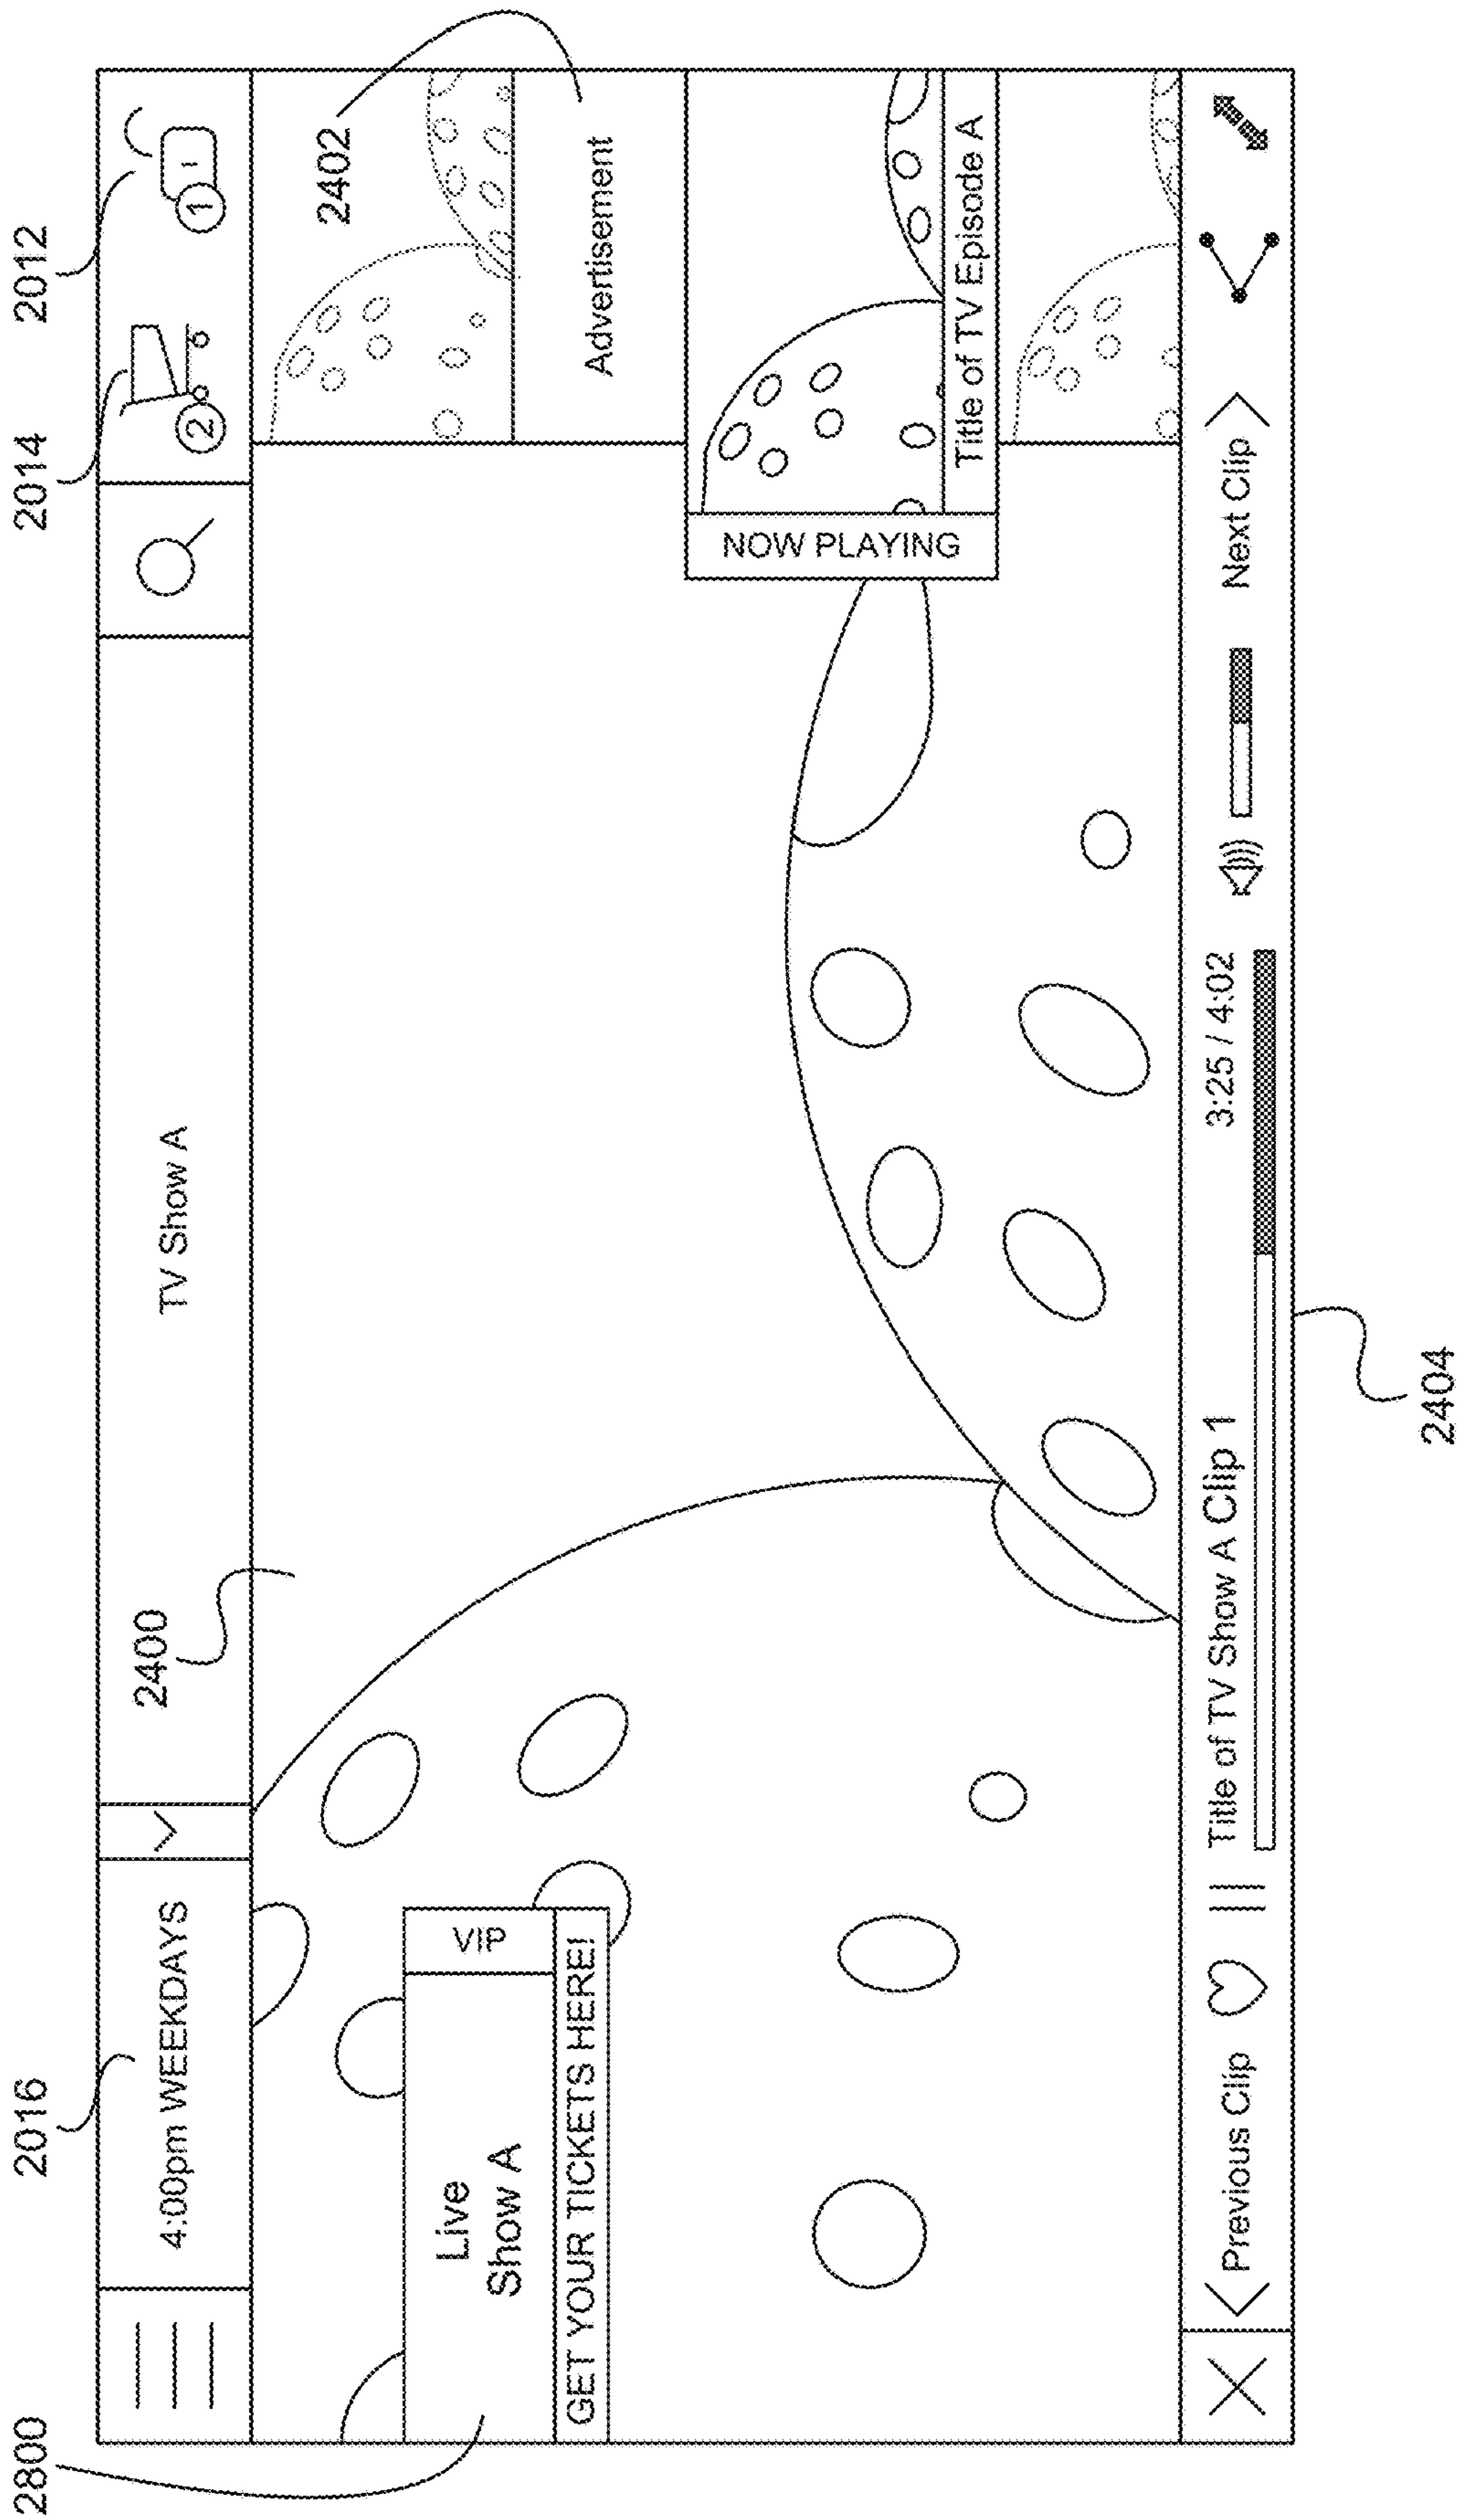 2800
2016
2400
2014
2012
4:00pm WEEKDAYS
TV Show A
2
1
2402
Live
Show A
VIP
GET YOUR TICKETS HERE!
Advertisement
NOW PLAYING
Title of TV Episode A
Previous Clip
Title of TV Show A Clip 1
3:25 / 4:02
Next Clip
2404